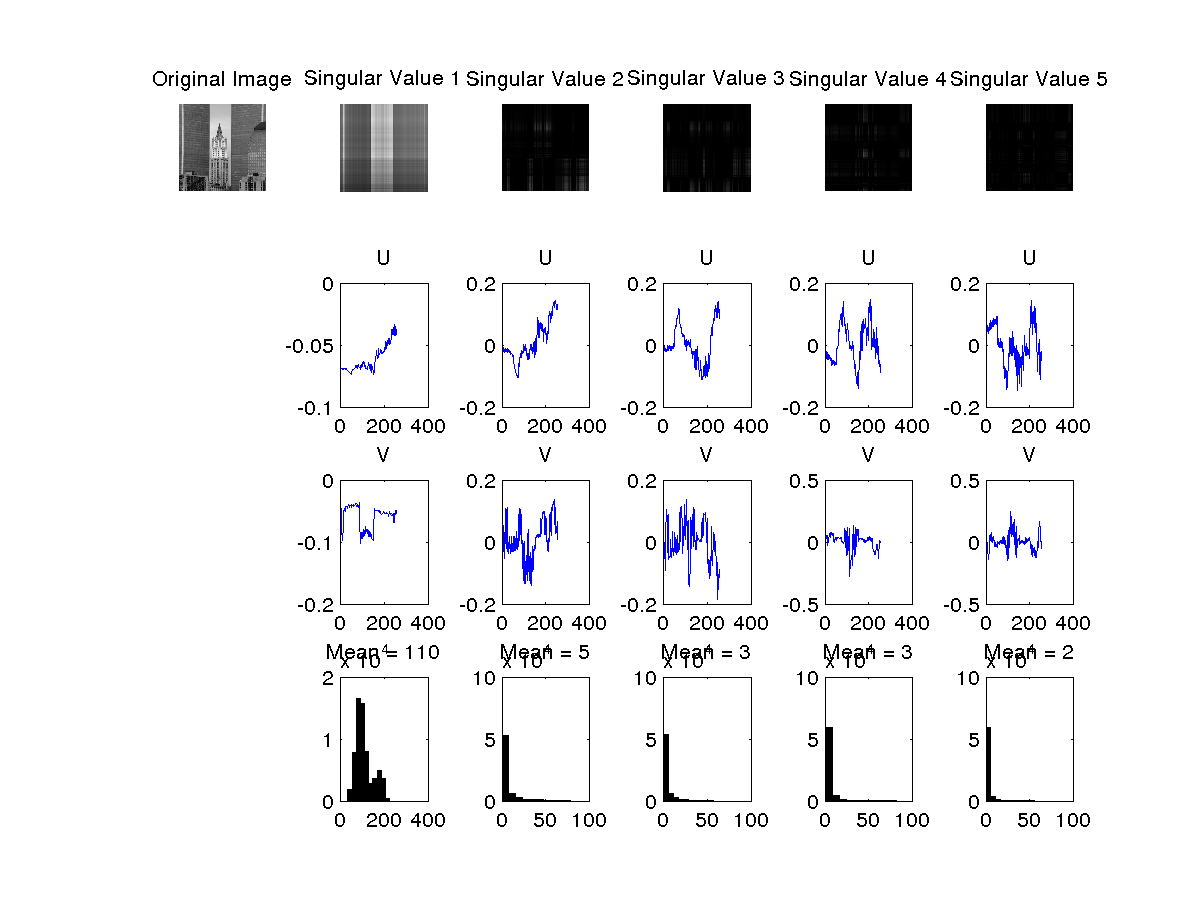 Original Image Singular Value 1 Singular Value 2 Singular Value 3 Singular Value 4 Singular Value 5
U U U U U
0 0.2 0.2 0.2 0.2
-0.05 0 0 0 0
-0.1 -0.2 -0.2 -0.2 -0.2
0 200 400 0 200 400 0 200 400 0 200 400 0 200 400
V V V V V
0 0.2 0.2 0.5 0.5
-0.1 0 0 0 0
-0.2 -0.2 -0.2 -0.5 -0.5
0 200 400 0 200 400 0 200 400 0 200 400 0 200 400
Mean = 110 Mean = 5 Mean = 3 Mean = 3 Mean = 2
x 10^4 x 10^4 x 10^4 x 10^4 x 10^4
2 10 10 10 10
1 5 5 5 5
0 0 0 0 0
0 200 400 0 50 100 0 50 100 0 50 100 0 50 100